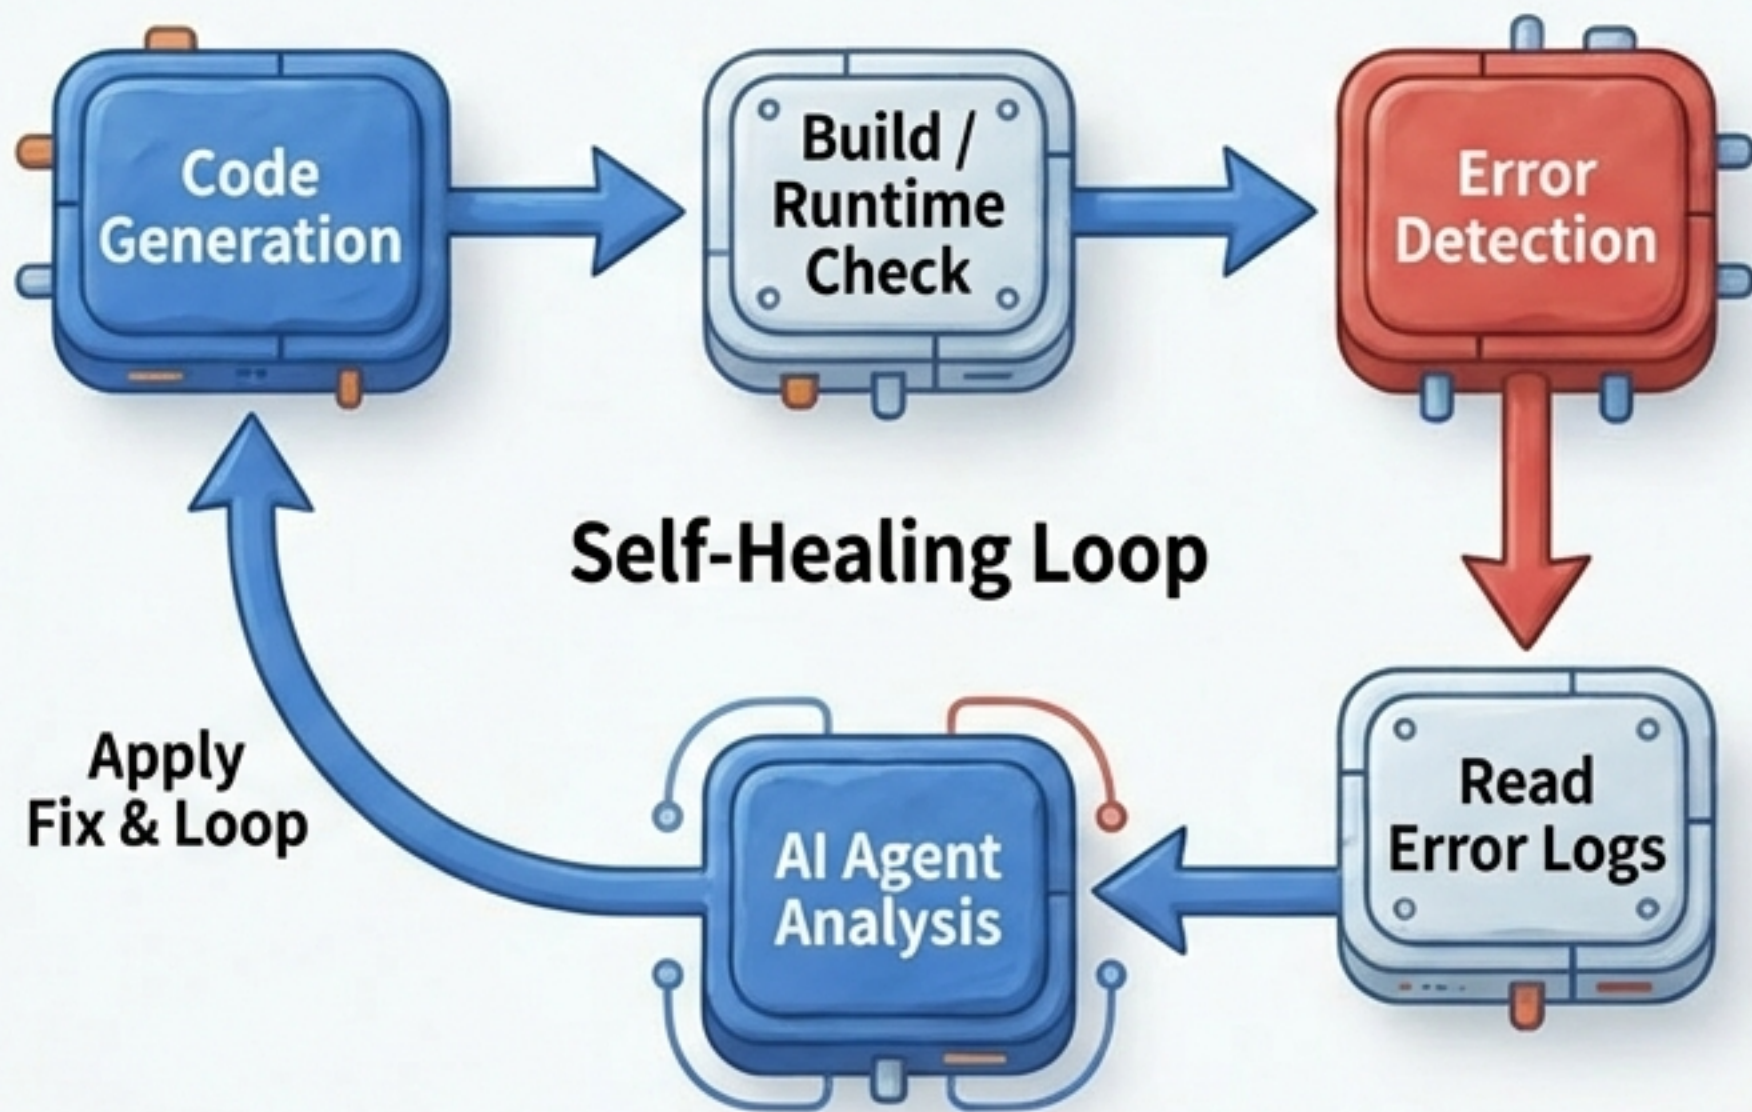 Code
Generation
Build /
Runtime
Check
Error
Detection
Self-Healing Loop
Read
Error Logs
AI Agent
Analysis
Apply
Fix & Loop